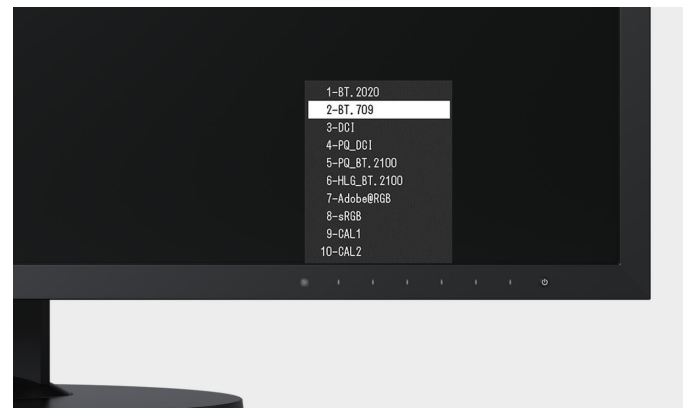 1-BT.2020
2-BT.709
3-DCI
4-PQ_DCI
5-PQ_BT.2100
6-HLG_BT.2100
7-Adobe®RGB
8-sRGB
9-CAL1
10-CAL2